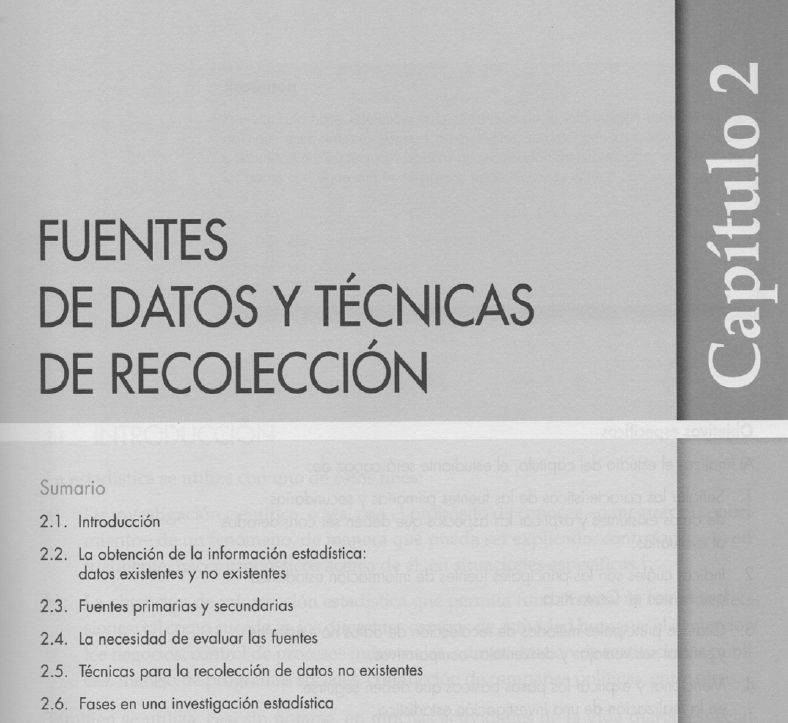 Capítulo 2
FUENTES
DE DATOS Y TÉCNICAS
DE RECOLECCIÓN
Sumario
2.1. Introducción
2.2. La obtención de la información estadística:
datos existentes y no existentes
2.3. Fuentes primarias y secundarias
2.4. La necesidad de evaluar las fuentes
2.5. Técnicas para la recolección de datos no existentes
2.6. Fases en una investigación estadística